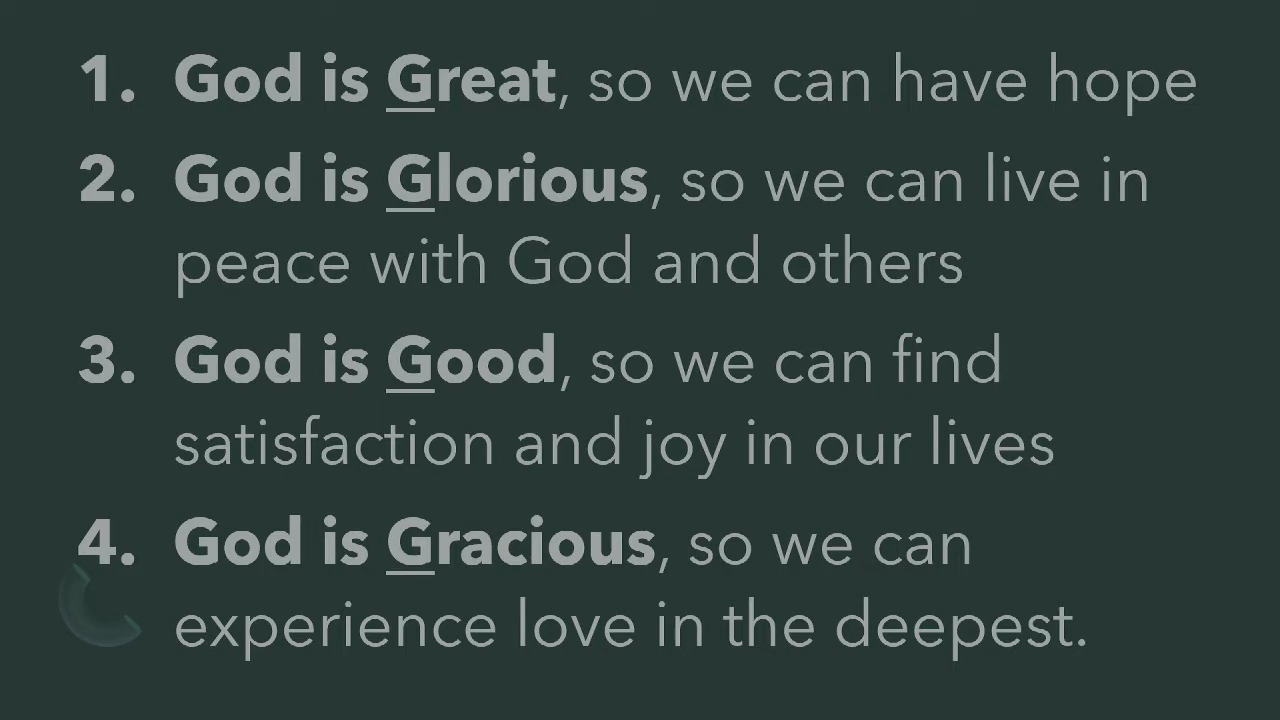 1. God is Great, so we can have hope
2. God is Glorious, so we can live in
peace with God and others
3. God is Good, so we can find
satisfaction and joy in our lives
4. God is Gracious, so we can
experience love in the deepest.